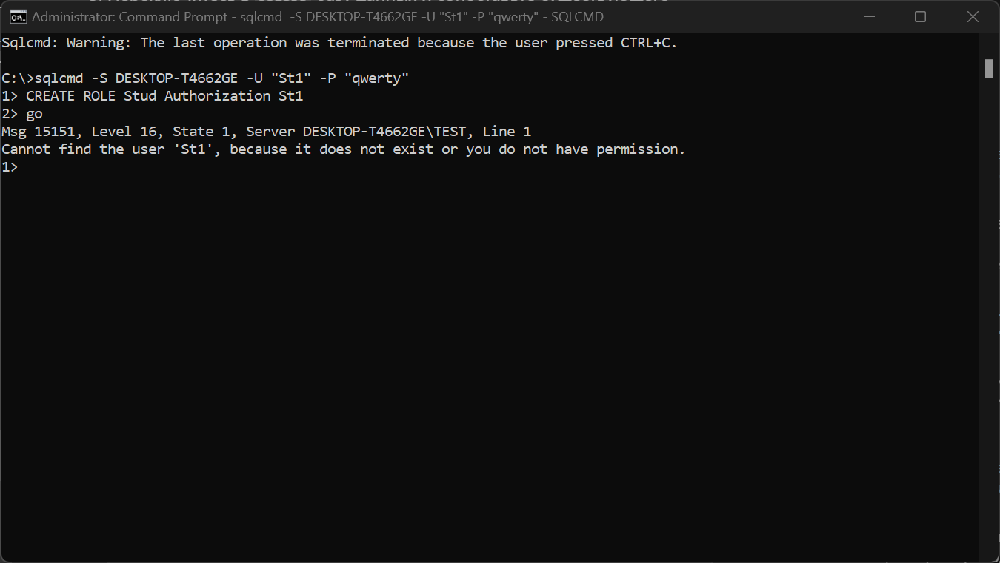 Administrator: Command Prompt - sqlcmd  -S DESKTOP-T4662GE -U "St1" -P "qwerty" - SQLCMD
Sqlcmd: Warning: The last operation was terminated because the user pressed CTRL+C.
C:\>sqlcmd -S DESKTOP-T4662GE -U "St1" -P "qwerty"
1> CREATE ROLE Stud Authorization St1
2> go
Msg 15151, Level 16, State 1, Server DESKTOP-T4662GE\TEST, Line 1
Cannot find the user 'St1', because it does not exist or you do not have permission.
1>